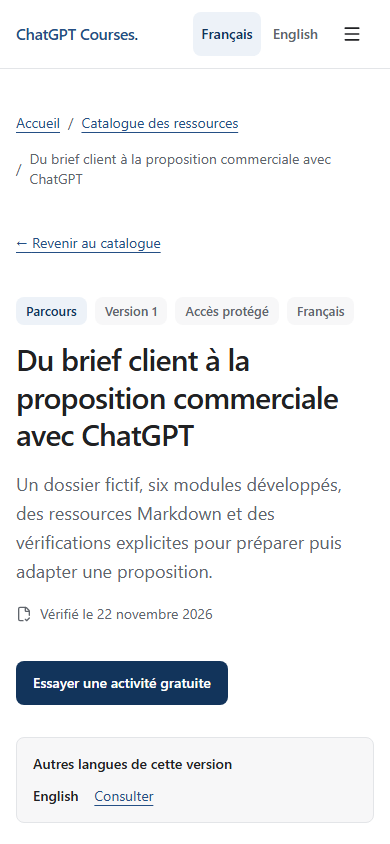 ChatGPT Courses.
Français
English
Accueil / Catalogue des ressources
/ Du brief client à la proposition commerciale avec
ChatGPT
← Revenir au catalogue
Parcours
Version 1
Accès protégé
Français
Du brief client à la
proposition commerciale
avec ChatGPT
Un dossier fictif, six modules développés,
des ressources Markdown et des
vérifications explicites pour préparer puis
adapter une proposition.
Vérifié le 22 novembre 2026
Essayer une activité gratuite
Autres langues de cette version
English Consulter